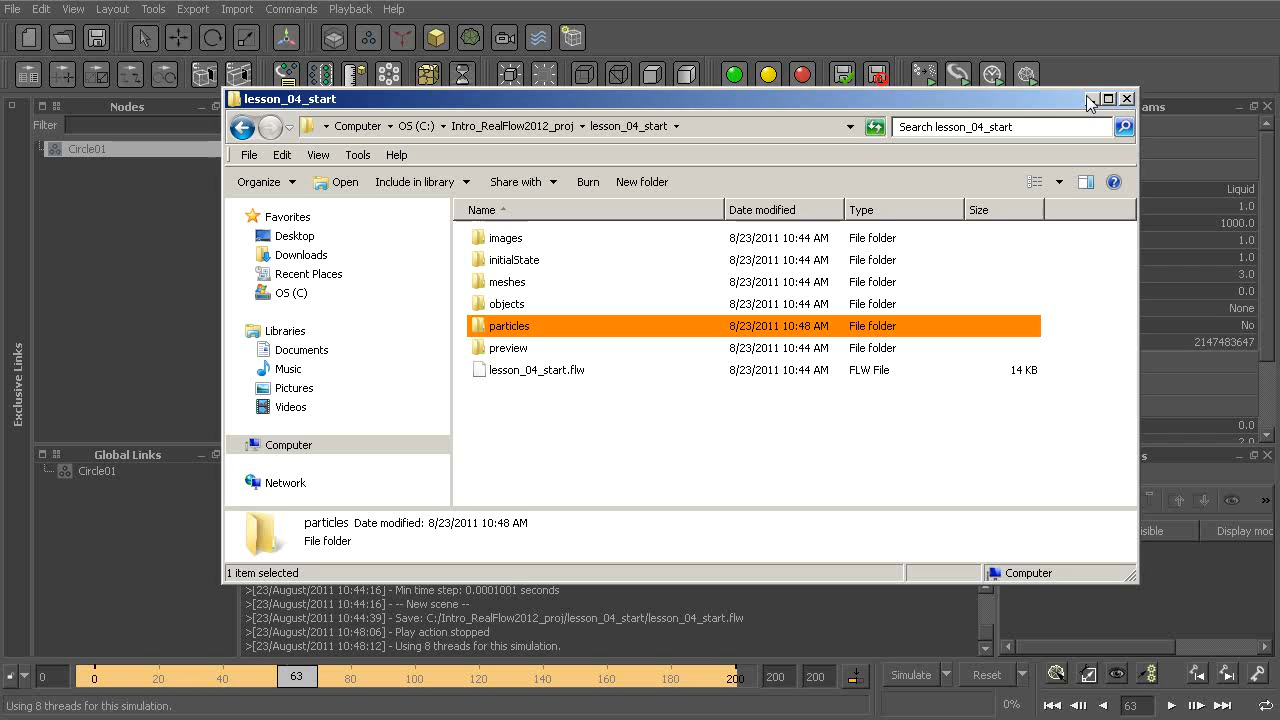 File Edit View Layout Tools Export Import Commands Playback Help
lesson_04_start
Nodes
ams
Filter
Computer OS (C:) Intro_RealFlow2012_proj lesson_04_start
Search lesson_04_start
Circle01
File Edit View Tools Help
Organize Open Include in library Share with Burn New folder
Name Date modified Type Size
Favorites
Desktop
Downloads
Recent Places
OS (C)
Libraries
Documents
Music
Pictures
Videos
Computer
Network
images 8/23/2011 10:44 AM File folder
initialState 8/23/2011 10:44 AM File folder
meshes 8/23/2011 10:44 AM File folder
objects 8/23/2011 10:44 AM File folder
particles 8/23/2011 10:48 AM File folder
preview 8/23/2011 10:44 AM File folder
lesson_04_start.flw 8/23/2011 10:44 AM FLW File 14 KB
Liquid
1.0
1000.0
1.0
1.0
3.0
0.0
None
No
2147483647
0.0
2.0
Exclusive Links
Global Links
Circle01
s
isible Display moc
particles Date modified: 8/23/2011 10:48 AM
File folder
1 item selected
Computer
>[23/August/2011 10:44:16] - Min time step: 0.0001001 seconds
>[23/August/2011 10:44:16] - -- New scene --
>[23/August/2011 10:44:39] - Save: C:/Intro_RealFlow2012_proj/lesson_04_start/lesson_04_start.flw
>[23/August/2011 10:48:06] - Play action stopped
>[23/August/2011 10:48:12] - Using 8 threads for this simulation.
0 0 20 40 63 80 100 120 140 160 180 200 200 200 Simulate Reset
Using 8 threads for this simulation.
0% 63